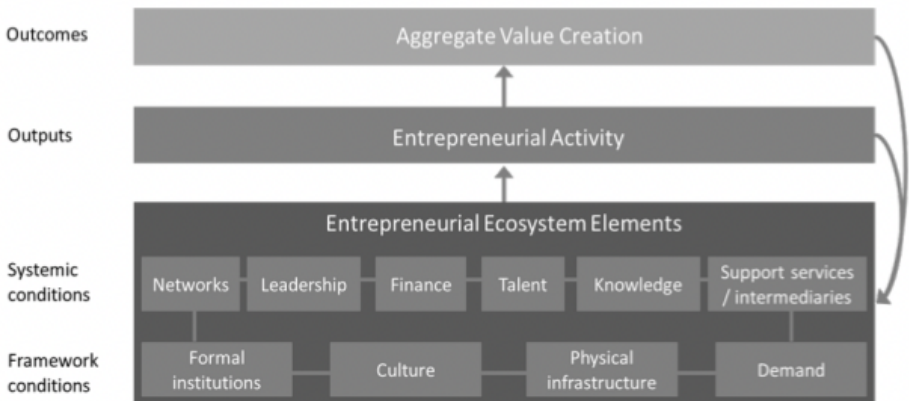 Outcomes
Aggregate Value Creation
Outputs
Entrepreneurial Activity
Entrepreneurial Ecosystem Elements
Systemic
conditions
Networks
Leadership
Finance
Talent
Knowledge
Support services
/ intermediaries
Framework
conditions
Formal
institutions
Culture
Physical
infrastructure
Demand